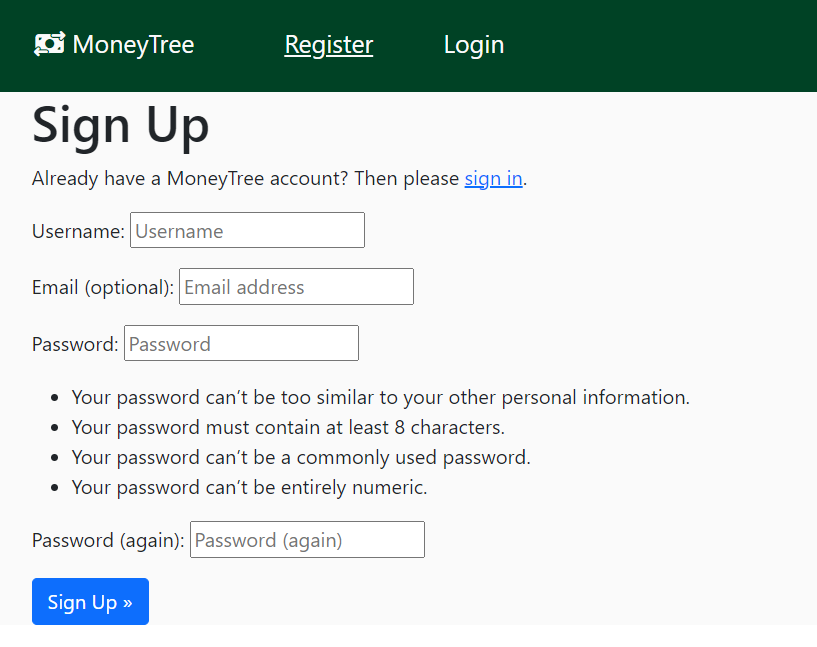 MoneyTree Register Login
Sign Up
Already have a MoneyTree account? Then please sign in.
Username: Username
Email (optional): Email address
Password: Password
Your password can’t be too similar to your other personal information.
Your password must contain at least 8 characters.
Your password can’t be a commonly used password.
Your password can’t be entirely numeric.
Password (again): Password (again)
Sign Up »